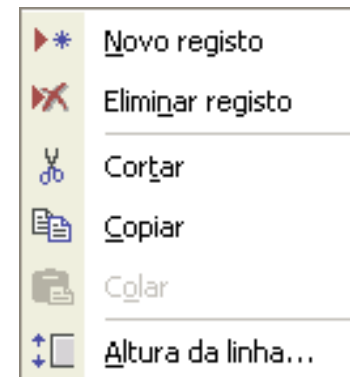 Novo registo
Eliminar registo
Cortar
Copiar
Colar
Altura da linha...